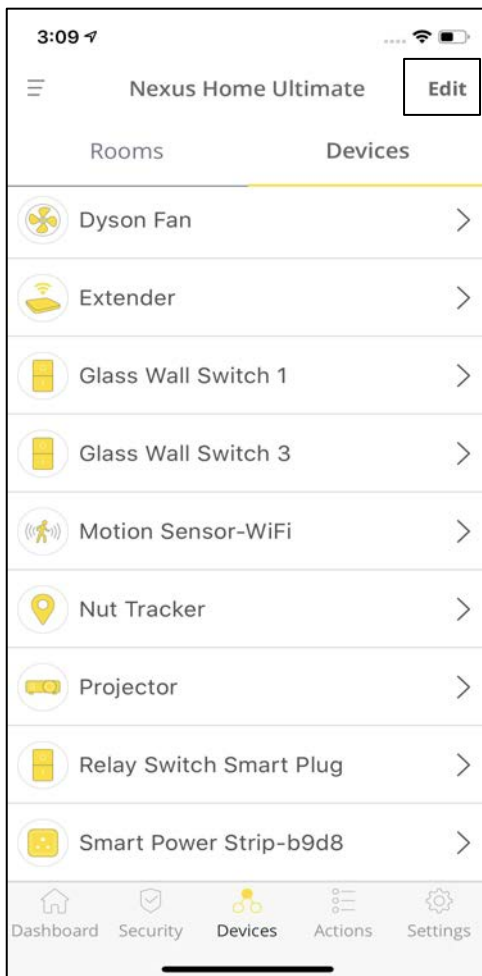 3:09
Nexus Home Ultimate Edit
Rooms Devices
Dyson Fan
Extender
Glass Wall Switch 1
Glass Wall Switch 3
Motion Sensor-WiFi
Nut Tracker
Projector
Relay Switch Smart Plug
Smart Power Strip-b9d8
Dashboard Security Devices Actions Settings